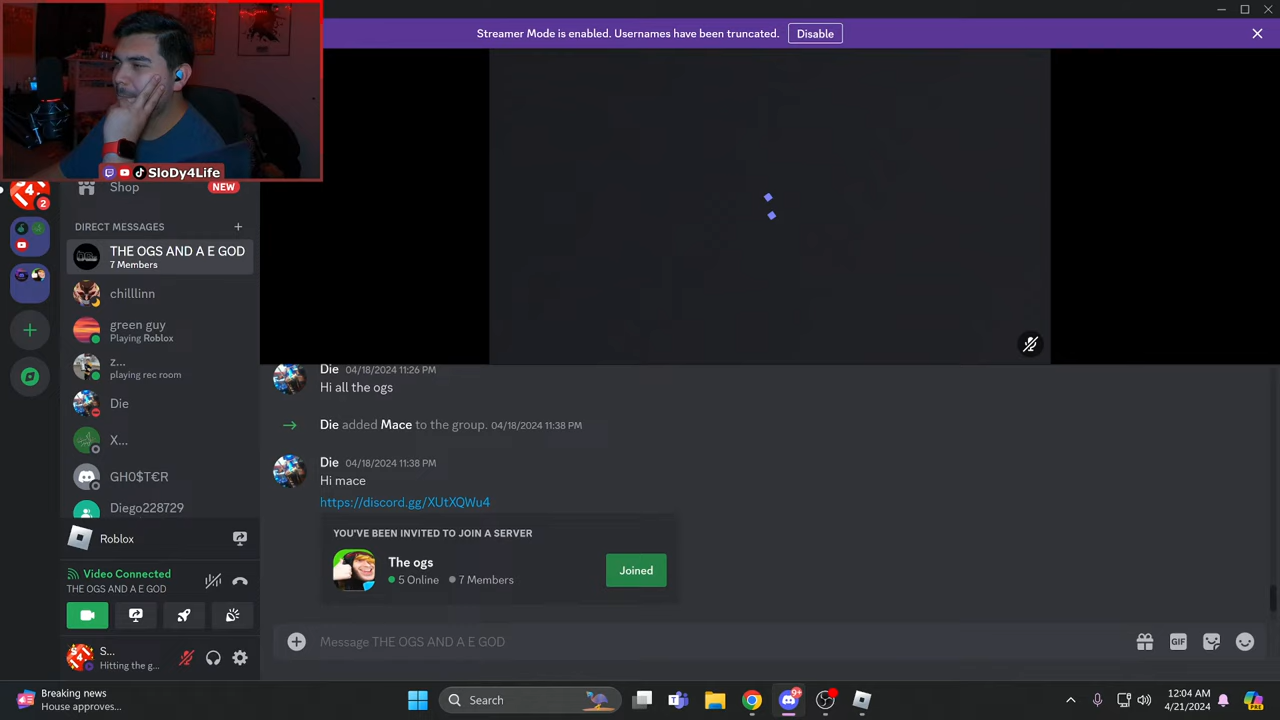 Streamer Mode is enabled. Usernames have been truncated.
Disable
SloDy4Life
S4
2
Shop
NEW
DIRECT MESSAGES
THE OGS AND A E GOD
7 Members
chilllinn
green guy
Playing Roblox
z...
playing rec room
Die
X...
GH0$T€R
Diego228729
Roblox
Video Connected
THE OGS AND A E GOD
S...
Hitting the g...
Die 04/18/2024 11:26 PM
Hi all the ogs
Die added Mace to the group. 04/18/2024 11:38 PM
Die 04/18/2024 11:38 PM
Hi mace
https://discord.gg/XUtXQWu4
YOU'VE BEEN INVITED TO JOIN A SERVER
The ogs
5 Online 7 Members
Joined
Message THE OGS AND A E GOD
GIF
Breaking news
House approves...
Search
9+
12:04 AM
4/21/2024